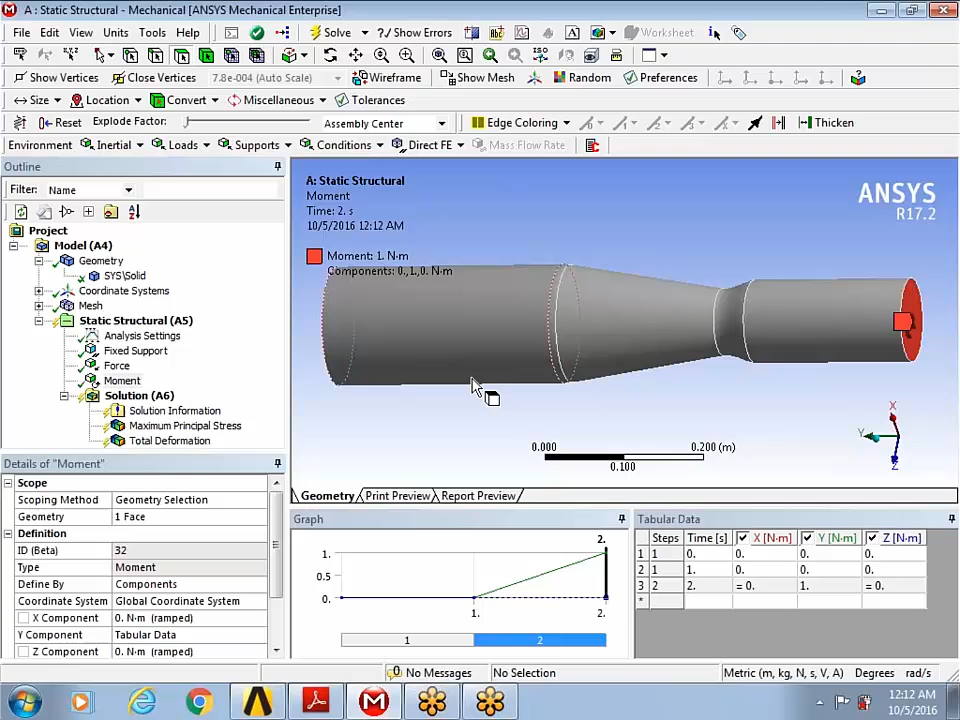 A : Static Structural - Mechanical [ANSYS Mechanical Enterprise]
File Edit View Units Tools Help Solve ?/ Show Errors Worksheet
Show Vertices Close Vertices 7.8e-004 (Auto Scale) Wireframe Show Mesh Random Preferences
Size Location Convert Miscellaneous Tolerances
Reset Explode Factor: Assembly Center Edge Coloring Thicken
Environment Inertial Loads Supports Conditions Direct FE Mass Flow Rate
Outline
Filter: Name
Project
Model (A4)
Geometry
SYS\Solid
Coordinate Systems
Mesh
Static Structural (A5)
Analysis Settings
Fixed Support
Force
Moment
Solution (A6)
Solution Information
Maximum Principal Stress
Total Deformation
A: Static Structural
Moment
Time: 2. s
10/5/2016 12:12 AM
Moment: 1. N·m
Components: 0.,1.,0. N·m
ANSYS
R17.2
X
Y
Z
0.000 0.200 (m)
0.100
Geometry Print Preview Report Preview
Details of "Moment"
Scope
Scoping Method Geometry Selection
Geometry 1 Face
Definition
ID (Beta) 32
Type Moment
Define By Components
Coordinate System Global Coordinate System
X Component 0. N·m (ramped)
Y Component Tabular Data
Z Component 0. N·m (ramped)
Graph
2.
1.
0.5
0.
1. 2.
1 2
Tabular Data
Steps Time [s] X [N·m] Y [N·m] Z [N·m]
1 1 0. 0. 0. 0.
2 1 1. 0. 0. 0.
3 2 2. = 0. 1. = 0.
*
No Messages No Selection Metric (m, kg, N, s, V, A) Degrees rad/s
12:12 AM
10/5/2016